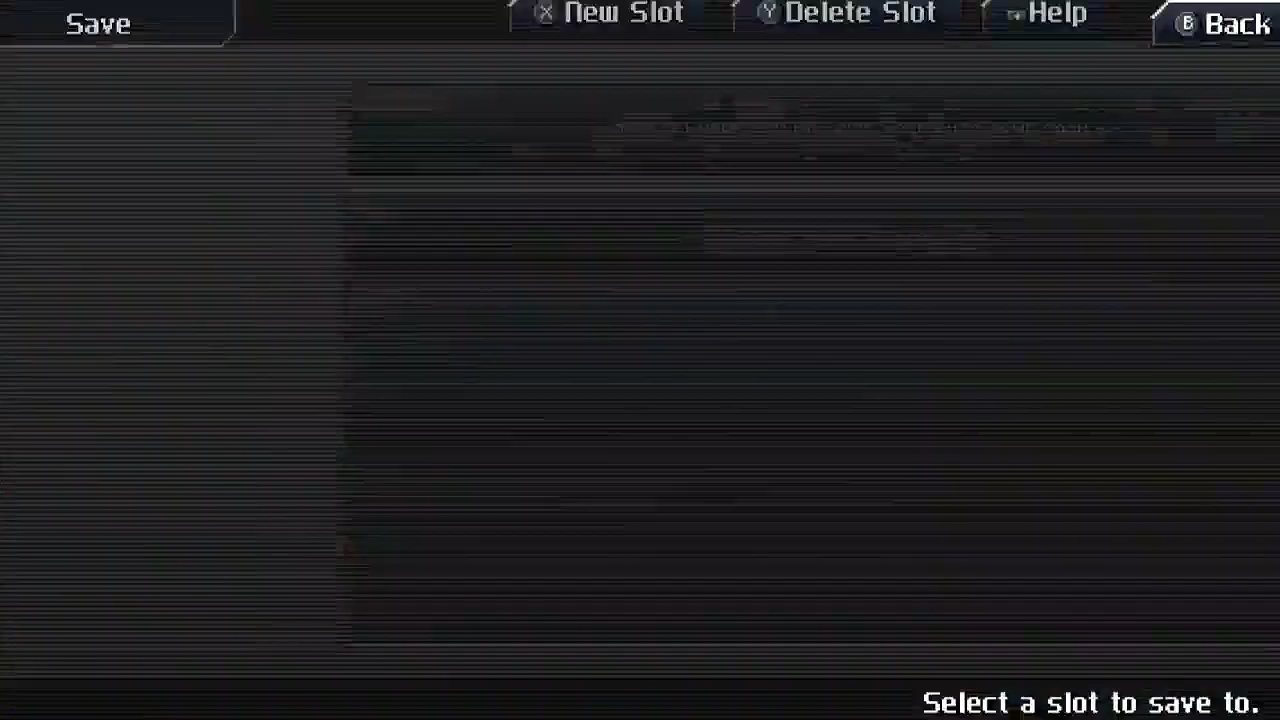 Save
X New Slot
Y Delete Slot
Help
B Back
Select a slot to save to.